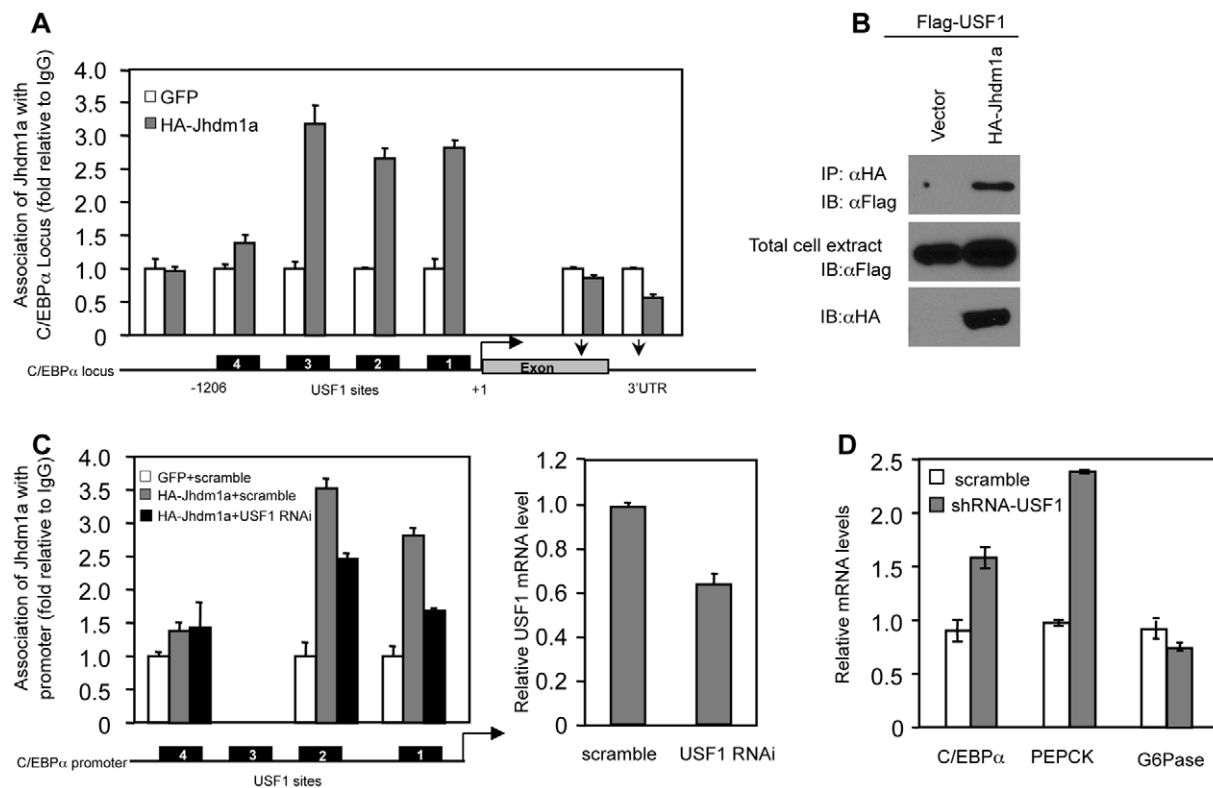 A
Association of Jhdm1a with
C/EBPα Locus (fold relative to IgG)
4.0
3.5
3.0
2.5
2.0
1.5
1.0
0.5
0
GFP
HA-Jhdm1a
C/EBPα locus
4
3
2
1
Exon
-1206
USF1 sites
+1
3'UTR
B
Flag-USF1
Vector
HA-Jhdm1a
IP: αHA
IB: αFlag
Total cell extract
IB:αFlag
IB:αHA
C
Association of Jhdm1a with
promoter (fold relative to IgG)
4.0
3.5
3.0
2.5
2.0
1.5
1.0
0.5
0
GFP+scramble
HA-Jhdm1a+scramble
HA-Jhdm1a+USF1 RNAi
C/EBPα promoter
4
3
2
1
USF1 sites
Relative USF1 mRNA level
1.2
1.0
0.8
0.6
0.4
0.2
0
scramble
USF1 RNAi
D
Relative mRNA levels
2.5
2.0
1.5
1.0
0.5
0
scramble
shRNA-USF1
C/EBPα
PEPCK
G6Pase